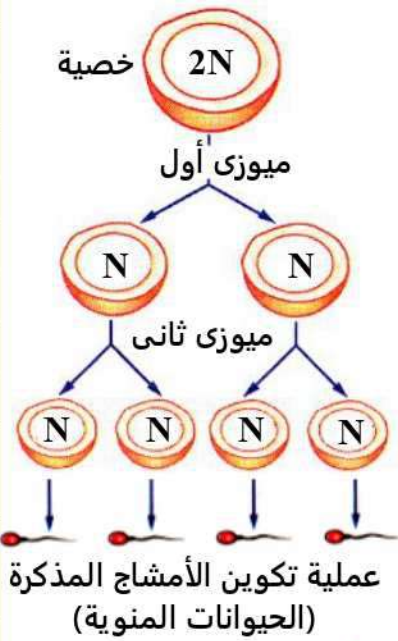 خصية 2N
ميوزى أول
N N
ميوزى ثانى
N N N N
عملية تكوين الأمشاج المذكرة
(الحيوانات المنوية)